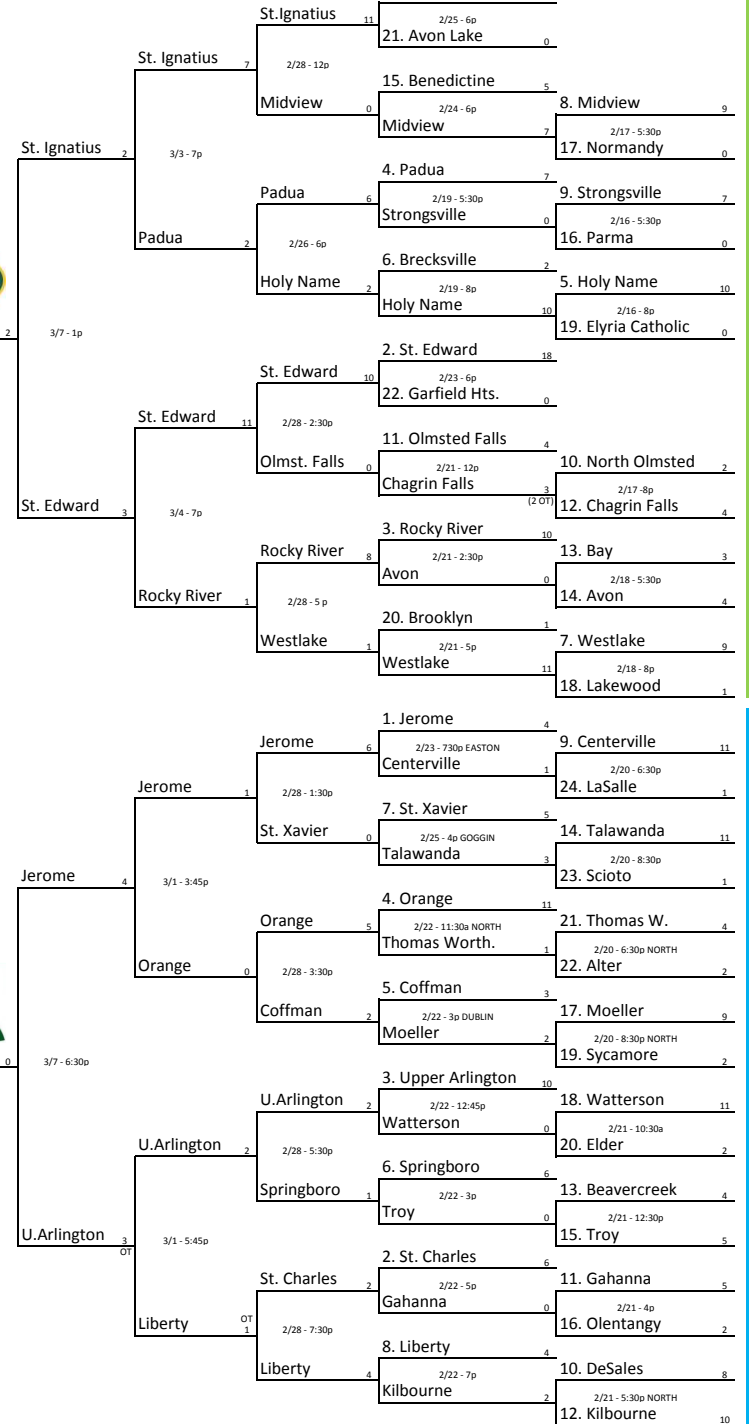 St.Ignatius 11
2/25 - 6p
21. Avon Lake 0
St. Ignatius 7
2/28 - 12p
15. Benedictine 5
Midview 0
2/24 - 6p
8. Midview 9
Midview 7
2/17 - 5:30p
St. Ignatius 2
3/3 - 7p
17. Normandy 0
4. Padua 7
Padua 6
2/19 - 5:30p
9. Strongsville 7
Strongsville 0
2/16 - 5:30p
Padua 2
2/26 - 6p
16. Parma 0
6. Brecksville 2
Holy Name 2
2/19 - 8p
5. Holy Name 10
Holy Name 10
2/16 - 8p
2
3/7 - 1p
19. Elyria Catholic 0
2. St. Edward 18
St. Edward 10
2/23 - 6p
22. Garfield Hts. 0
St. Edward 11
2/28 - 2:30p
11. Olmsted Falls 4
Olmst. Falls 0
2/21 - 12p
10. North Olmsted 2
Chagrin Falls 3
2/17 -8p
(2 OT)
St. Edward 3
3/4 - 7p
12. Chagrin Falls 4
3. Rocky River 10
Rocky River 8
2/21 - 2:30p
13. Bay 3
Avon 0
2/18 - 5:30p
Rocky River 1
2/28 - 5 p
14. Avon 4
20. Brooklyn 1
Westlake 1
2/21 - 5p
7. Westlake 9
Westlake 11
2/18 - 8p
18. Lakewood 1
1. Jerome 4
Jerome 6
2/23 - 730p EASTON
9. Centerville 11
Centerville 1
2/20 - 6:30p
Jerome 1
2/28 - 1:30p
24. LaSalle 1
7. St. Xavier 5
St. Xavier 0
2/25 - 4p GOGGIN
14. Talawanda 11
Talawanda 3
2/20 - 8:30p
Jerome 4
3/1 - 3:45p
23. Scioto 1
4. Orange 11
Orange 5
2/22 - 11:30a NORTH
21. Thomas W. 4
Thomas Worth. 1
2/20 - 6:30p NORTH
Orange 0
2/28 - 3:30p
22. Alter 2
5. Coffman 3
Coffman 2
2/22 - 3p DUBLIN
17. Moeller 9
Moeller 2
2/20 - 8:30p NORTH
0
3/7 - 6:30p
19. Sycamore 2
3. Upper Arlington 10
U.Arlington 2
2/22 - 12:45p
18. Watterson 11
Watterson 0
2/21 - 10:30a
U.Arlington 2
2/28 - 5:30p
20. Elder 2
6. Springboro 6
Springboro 1
2/22 - 3p
13. Beavercreek 4
Troy 0
2/21 - 12:30p
U.Arlington 3
OT
3/1 - 5:45p
15. Troy 5
2. St. Charles 6
St. Charles 2
2/22 - 5p
11. Gahanna 5
Gahanna 0
2/21 - 4p
OT
Liberty 1
2/28 - 7:30p
16. Olentangy 2
8. Liberty 4
Liberty 4
2/22 - 7p
10. DeSales 8
Kilbourne 2
2/21 - 5:30p NORTH
12. Kilbourne 10